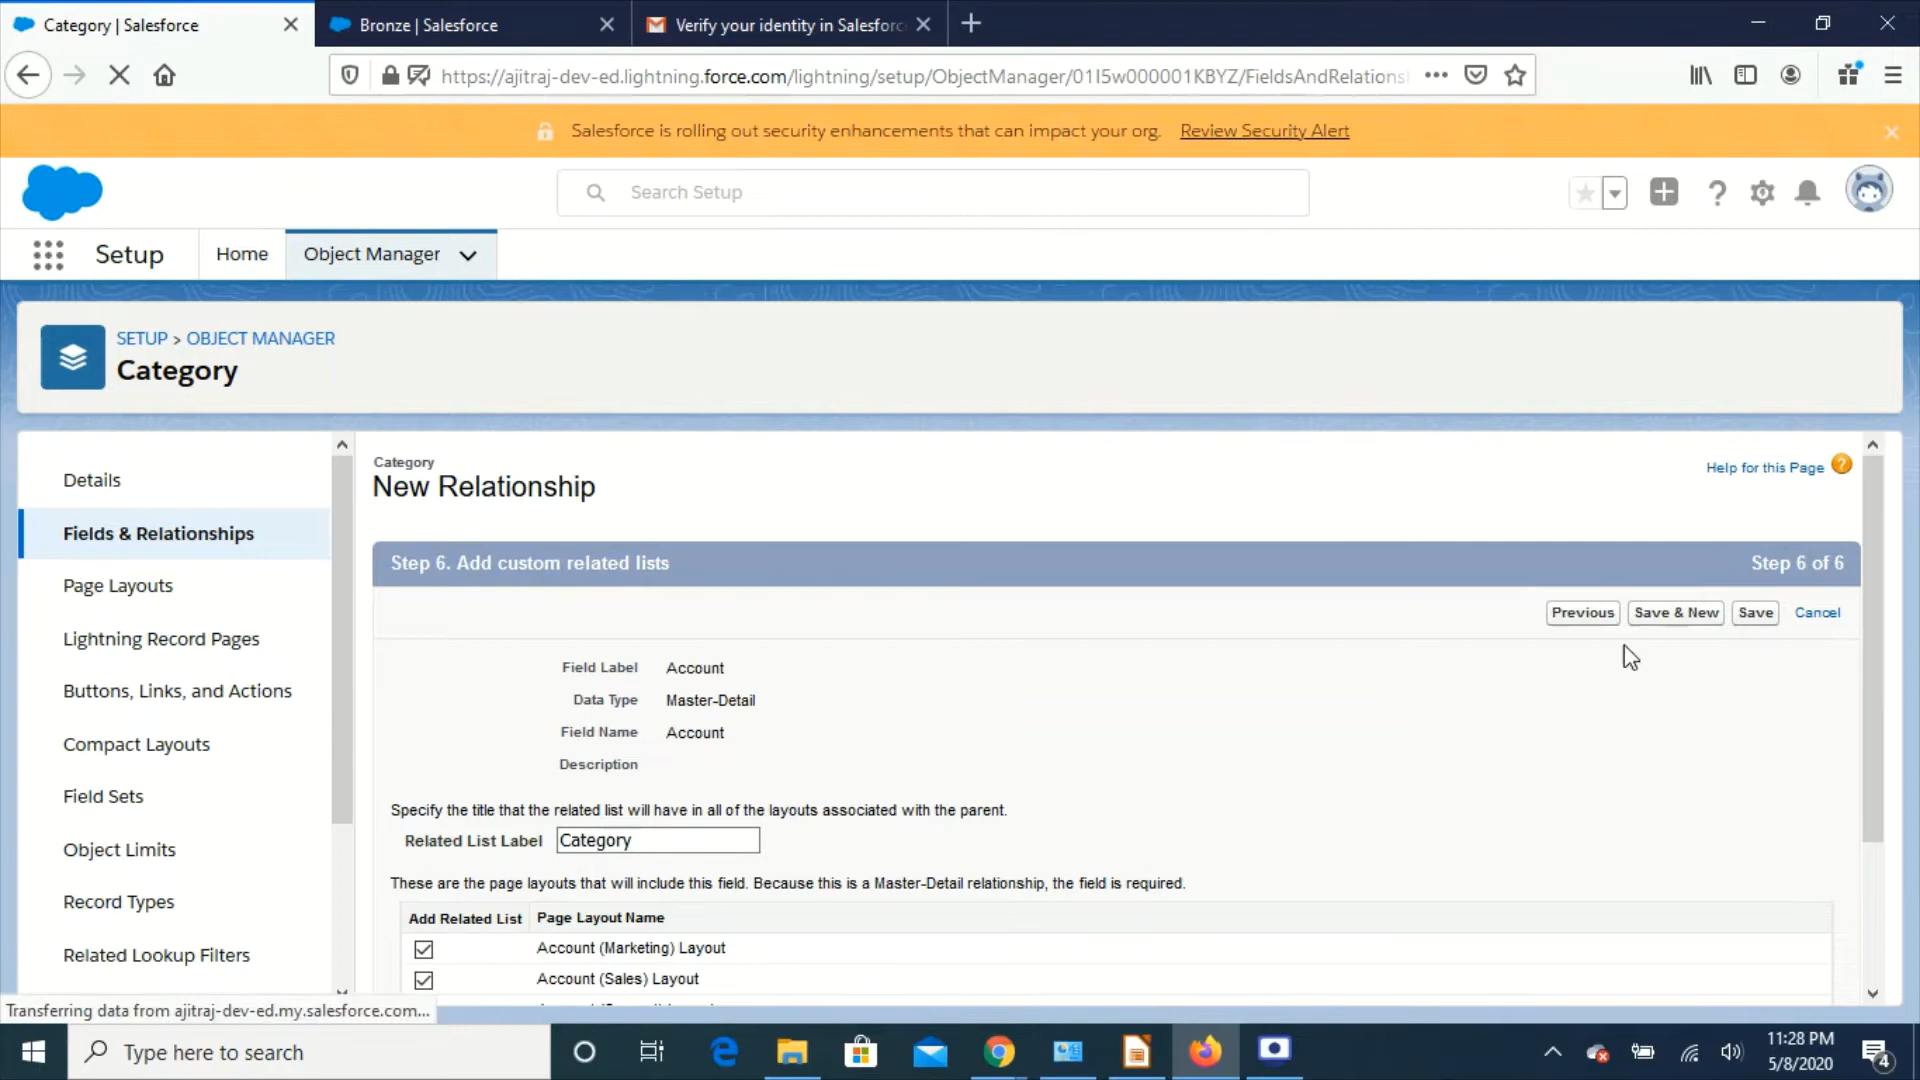 Category | Salesforce
Bronze | Salesforce
Verify your identity in Salesforc
https://ajitraj-dev-ed.lightning.force.com/lightning/setup/ObjectManager/01I5w000001KBYZ/FieldsAndRelations
Salesforce is rolling out security enhancements that can impact your org. Review Security Alert
Search Setup
Setup
Home
Object Manager
SETUP > OBJECT MANAGER
Category
Details
Fields & Relationships
Page Layouts
Lightning Record Pages
Buttons, Links, and Actions
Compact Layouts
Field Sets
Object Limits
Record Types
Related Lookup Filters
Category
New Relationship
Help for this Page
Step 6. Add custom related lists
Step 6 of 6
Previous
Save & New
Save
Cancel
Field Label Account
Data Type Master-Detail
Field Name Account
Description
Specify the title that the related list will have in all of the layouts associated with the parent.
Related List Label Category
These are the page layouts that will include this field. Because this is a Master-Detail relationship, the field is required.
Add Related List Page Layout Name
Account (Marketing) Layout
Account (Sales) Layout
Transferring data from ajitraj-dev-ed.my.salesforce.com...
Type here to search
11:28 PM
5/8/2020
4